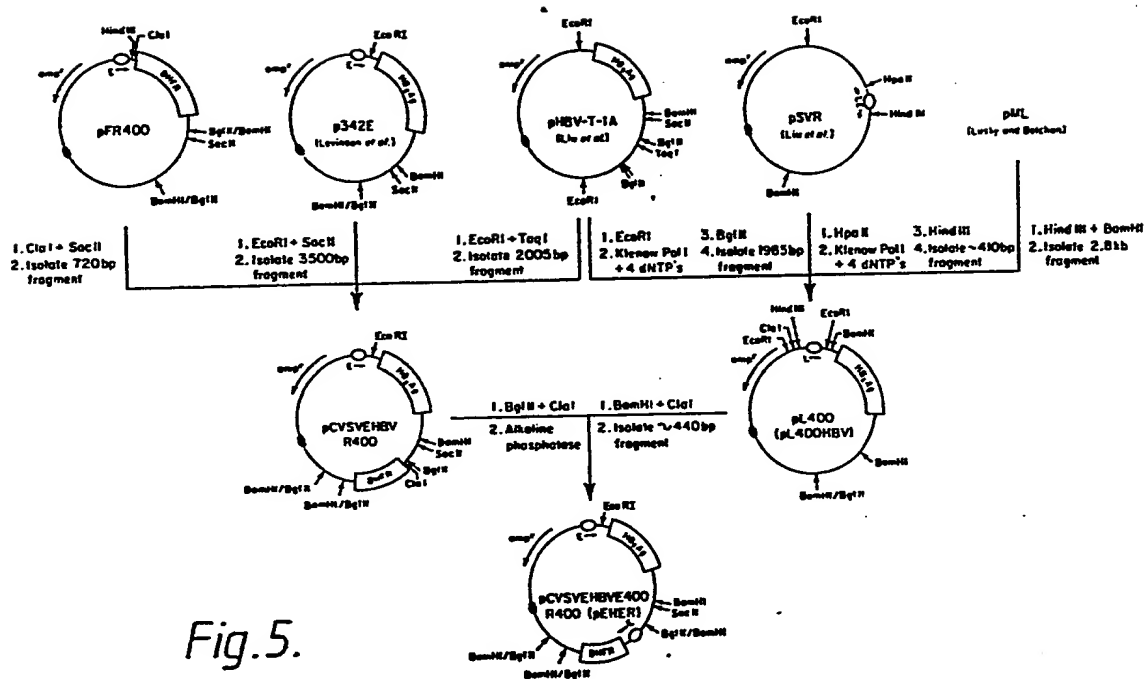 EcoRI
EcoRI
HindIII
ClaI
EcoRI
amp^r
E
DHFR
pFR400
BglII/BamHI
SacII
BamHI/BglII
amp^r
HBsAg
p342E
(Levinson et al.)
BamHI
SacII
BamHI/BglII
HBsAg
pHBV-T-1A
(Liu et al.)
BamHI
SacII
BglII
TaqI
BglII
EcoRI
HpaII
pSVR
(Liu et al.)
HindIII
BamHI
pML
(Lusky and Botchan)
1. ClaI + SacII
2. Isolate 720bp
fragment
1. EcoRI + SacII
2. Isolate 3500bp
fragment
1. EcoRI + TaqI
2. Isolate 2005bp
fragment
1. EcoRI
2. Klenow PolI
+ 4 dNTP's
3. BglII
4. Isolate 1985bp
fragment
1. HpaII
2. Klenow PolI
+ 4 dNTP's
3. HindIII
4. Isolate ~410bp
fragment
1. HindIII + BamHI
2. Isolate 2.8kb
fragment
EcoRI
amp^r
E
HBsAg
pCVSVEHBV
R400
BamHI
SacII
BglII
ClaI
DHFR
BamHI/BglII
BamHI/BglII
1. BglII + ClaI
2. Alkaline
phosphatase
1. BamHI + ClaI
2. Isolate ~440bp
fragment
HindIII
ClaI
EcoRI
EcoRI
BamHI
amp^r
HBsAg
pL400
(pL400HBV)
BamHI
BamHI/BglII
EcoRI
amp^r
E
HBsAg
pCVSVEHBVE400
R400 (pEHER)
BamHI
SacII
BglII/BamHI
DHFR
BamHI/BglII
BamHI/BglII
Fig.5.